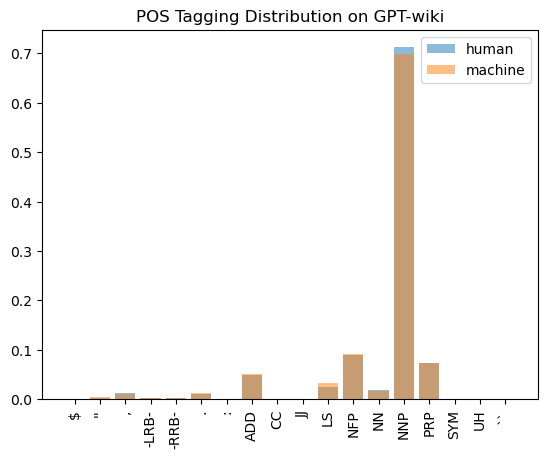 POS Tagging Distribution on GPT-wiki
human
machine
0.7
0.6
0.5
0.4
0.3
0.2
0.1
0.0
$
"
,
-LRB-
-RRB-
.
:
ADD
CC
JJ
LS
NFP
NN
NNP
PRP
SYM
UH
``